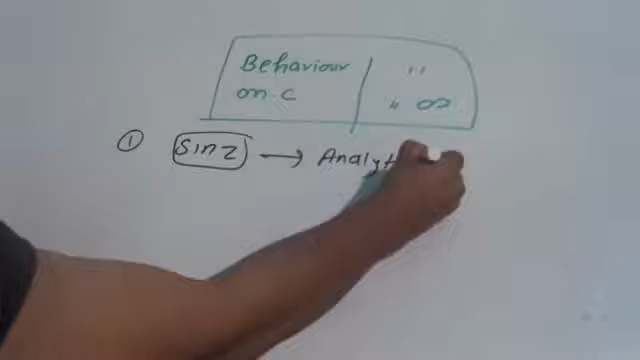 Behaviour | "
on C | " ∞
① sin z → Analyt